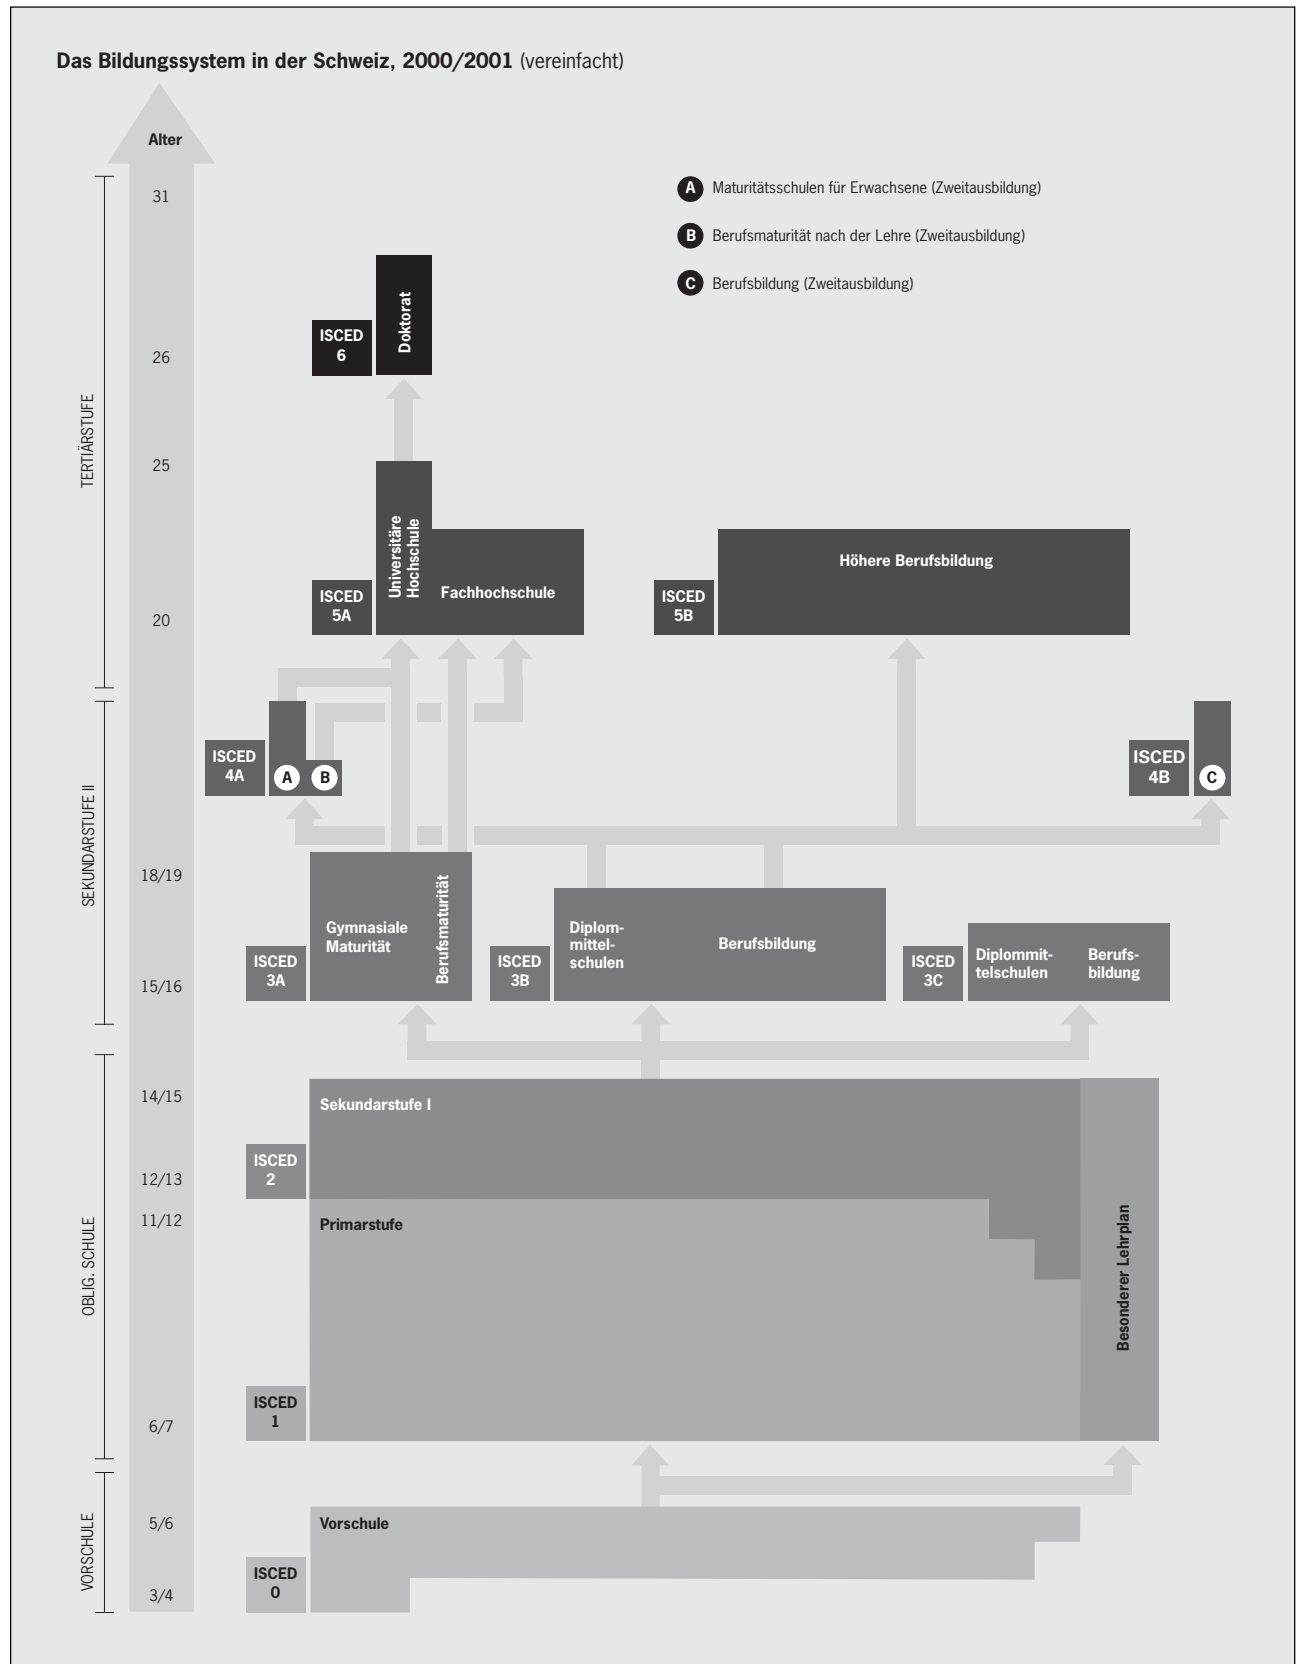 Das Bildungssystem in der Schweiz, 2000/2001 (vereinfacht)
Alter
31
26
25
20
18/19
15/16
14/15
12/13
11/12
6/7
5/6
3/4
TERTIÄRSTUFE
SEKUNDARSTUFE II
OBLIG. SCHULE
VORSCHULE
A Maturitätsschulen für Erwachsene (Zweitausbildung)
B Berufsmaturität nach der Lehre (Zweitausbildung)
C Berufsbildung (Zweitausbildung)
ISCED
6
Doktorat
ISCED
5A
Universitäre
Hochschule
Fachhochschule
ISCED
5B
Höhere Berufsbildung
ISCED
4A
A
B
ISCED
4B
C
ISCED
3A
Gymnasiale
Maturität
Berufsmaturität
ISCED
3B
Diplom-
mittel-
schulen
Berufsbildung
ISCED
3C
Diplommit-
telschulen
Berufs-
bildung
ISCED
2
Sekundarstufe I
ISCED
1
Primarstufe
Besonderer Lehrplan
ISCED
0
Vorschule